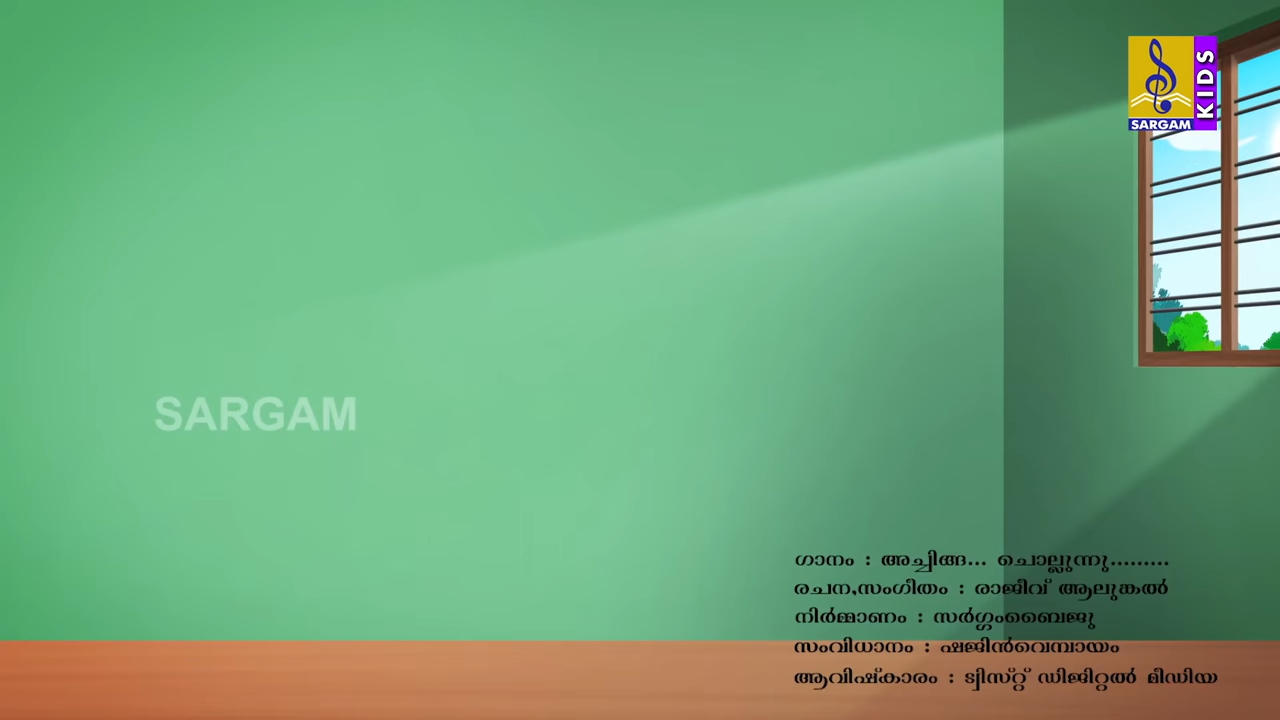 SARGAM
KIDS
SARGAM
ഗാനം : അച്ചിങ്ങ... ചൊല്ലുന്നു.........
രചന,സംഗീതം : രാജീവ് ആലുങ്കൽ
നിർമ്മാണം : സർഗ്ഗംബൈജു
സംവിധാനം : ഷജിൻവെമ്പായം
ആവിഷ്കാരം : ട്വിസ്റ്റ് ഡിജിറ്റൽ മീഡിയ